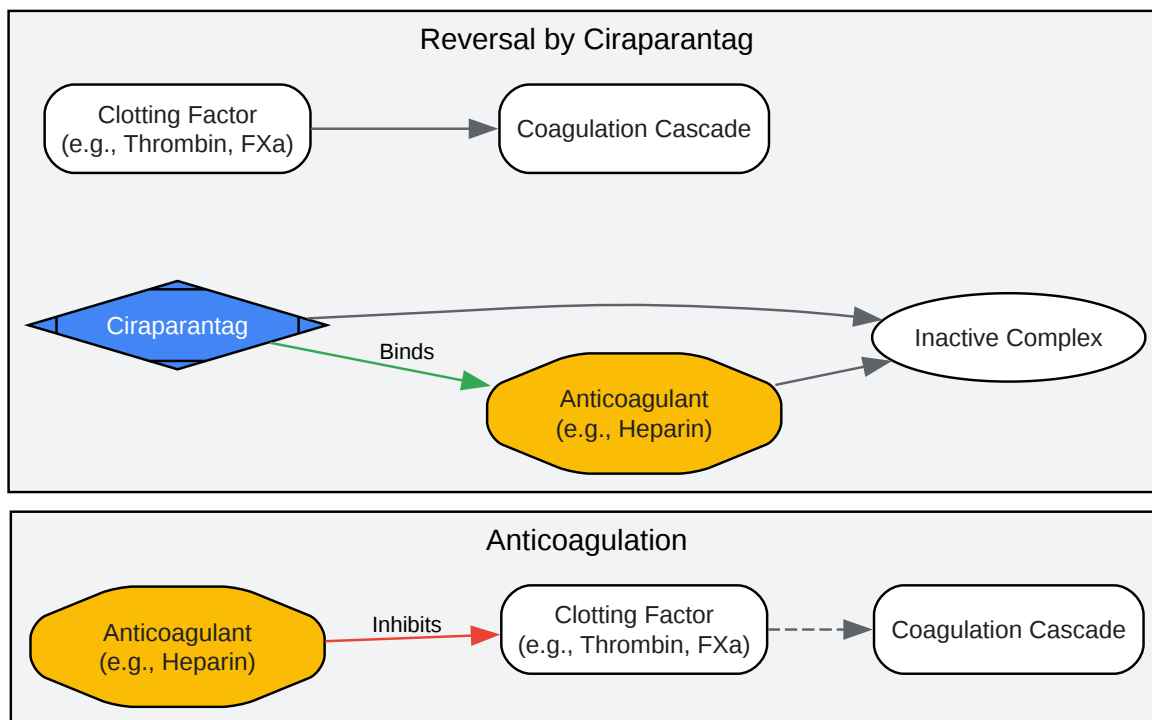 Reversal by Ciraparantag
Clotting Factor
(e.g., Thrombin, FXa)
Coagulation Cascade
Ciraparantag
Binds
Anticoagulant
(e.g., Heparin)
Inactive Complex
Anticoagulation
Anticoagulant
(e.g., Heparin)
Inhibits
Clotting Factor
(e.g., Thrombin, FXa)
Coagulation Cascade